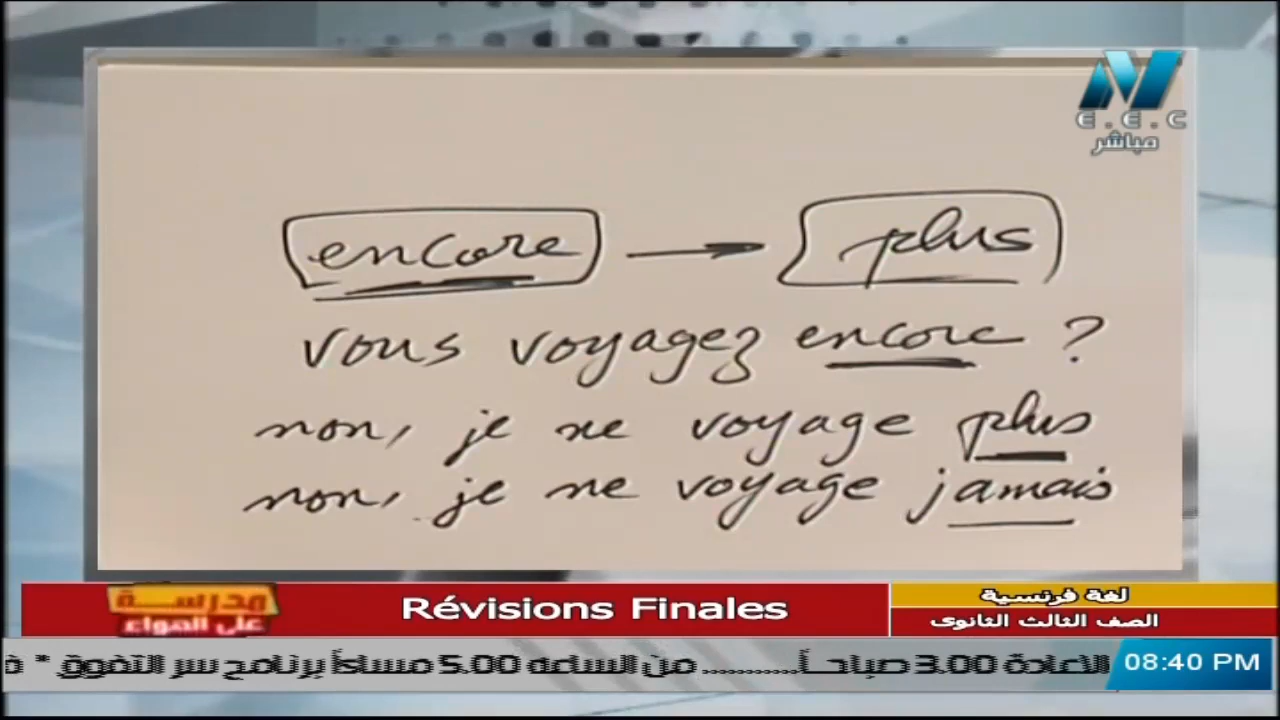 E.E.C
مباشر
encore → plus
vous voyagez encore ?
non, je ne voyage plus
non, je ne voyage jamais
مدرسة على الهواء
Révisions Finales
لغة فرنسية
الصف الثالث الثانوى
الاعادة 3.00 صباحاً........... من الساعه 5.00 مساءاً برنامج سر التفوق "
08:40 PM